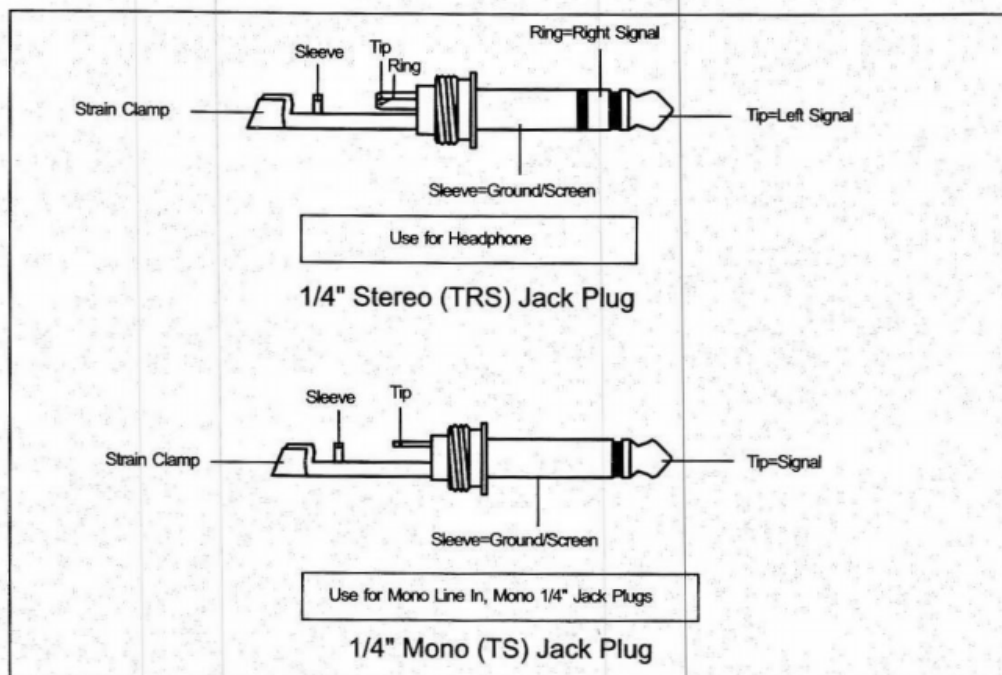 Ring=Right Signal
Sleeve
Tip
Ring
Strain Clamp
Tip=Left Signal
Sleeve=Ground/Screen
Use for Headphone
1/4" Stereo (TRS) Jack Plug
Sleeve
Tip
Strain Clamp
Tip=Signal
Sleeve=Ground/Screen
Use for Mono Line In, Mono 1/4" Jack Plugs
1/4" Mono (TS) Jack Plug